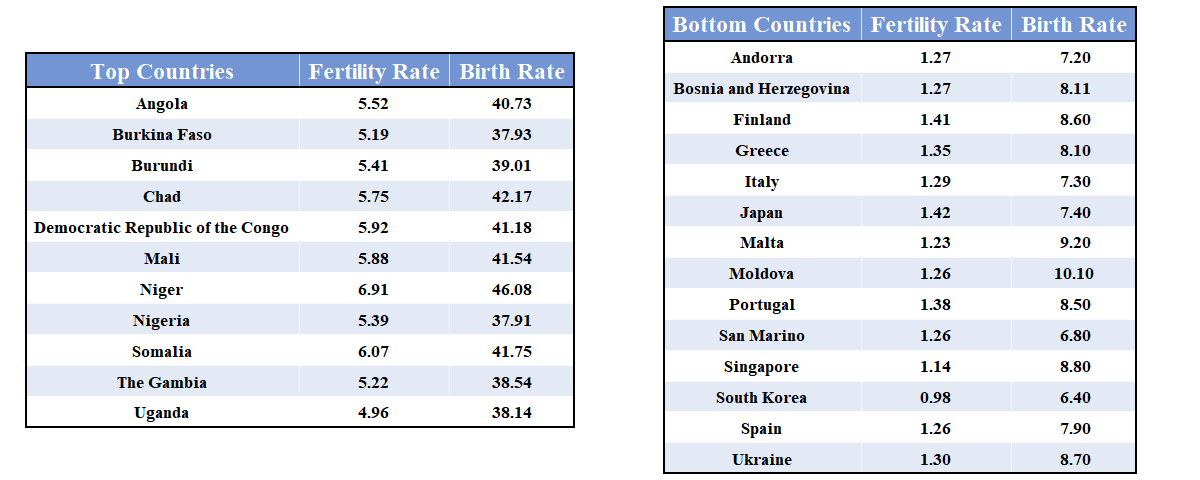 Top Countries Fertility Rate Birth Rate
Angola 5.52 40.73
Burkina Faso 5.19 37.93
Burundi 5.41 39.01
Chad 5.75 42.17
Democratic Republic of the Congo 5.92 41.18
Mali 5.88 41.54
Niger 6.91 46.08
Nigeria 5.39 37.91
Somalia 6.07 41.75
The Gambia 5.22 38.54
Uganda 4.96 38.14
Bottom Countries Fertility Rate Birth Rate
Andorra 1.27 7.20
Bosnia and Herzegovina 1.27 8.11
Finland 1.41 8.60
Greece 1.35 8.10
Italy 1.29 7.30
Japan 1.42 7.40
Malta 1.23 9.20
Moldova 1.26 10.10
Portugal 1.38 8.50
San Marino 1.26 6.80
Singapore 1.14 8.80
South Korea 0.98 6.40
Spain 1.26 7.90
Ukraine 1.30 8.70